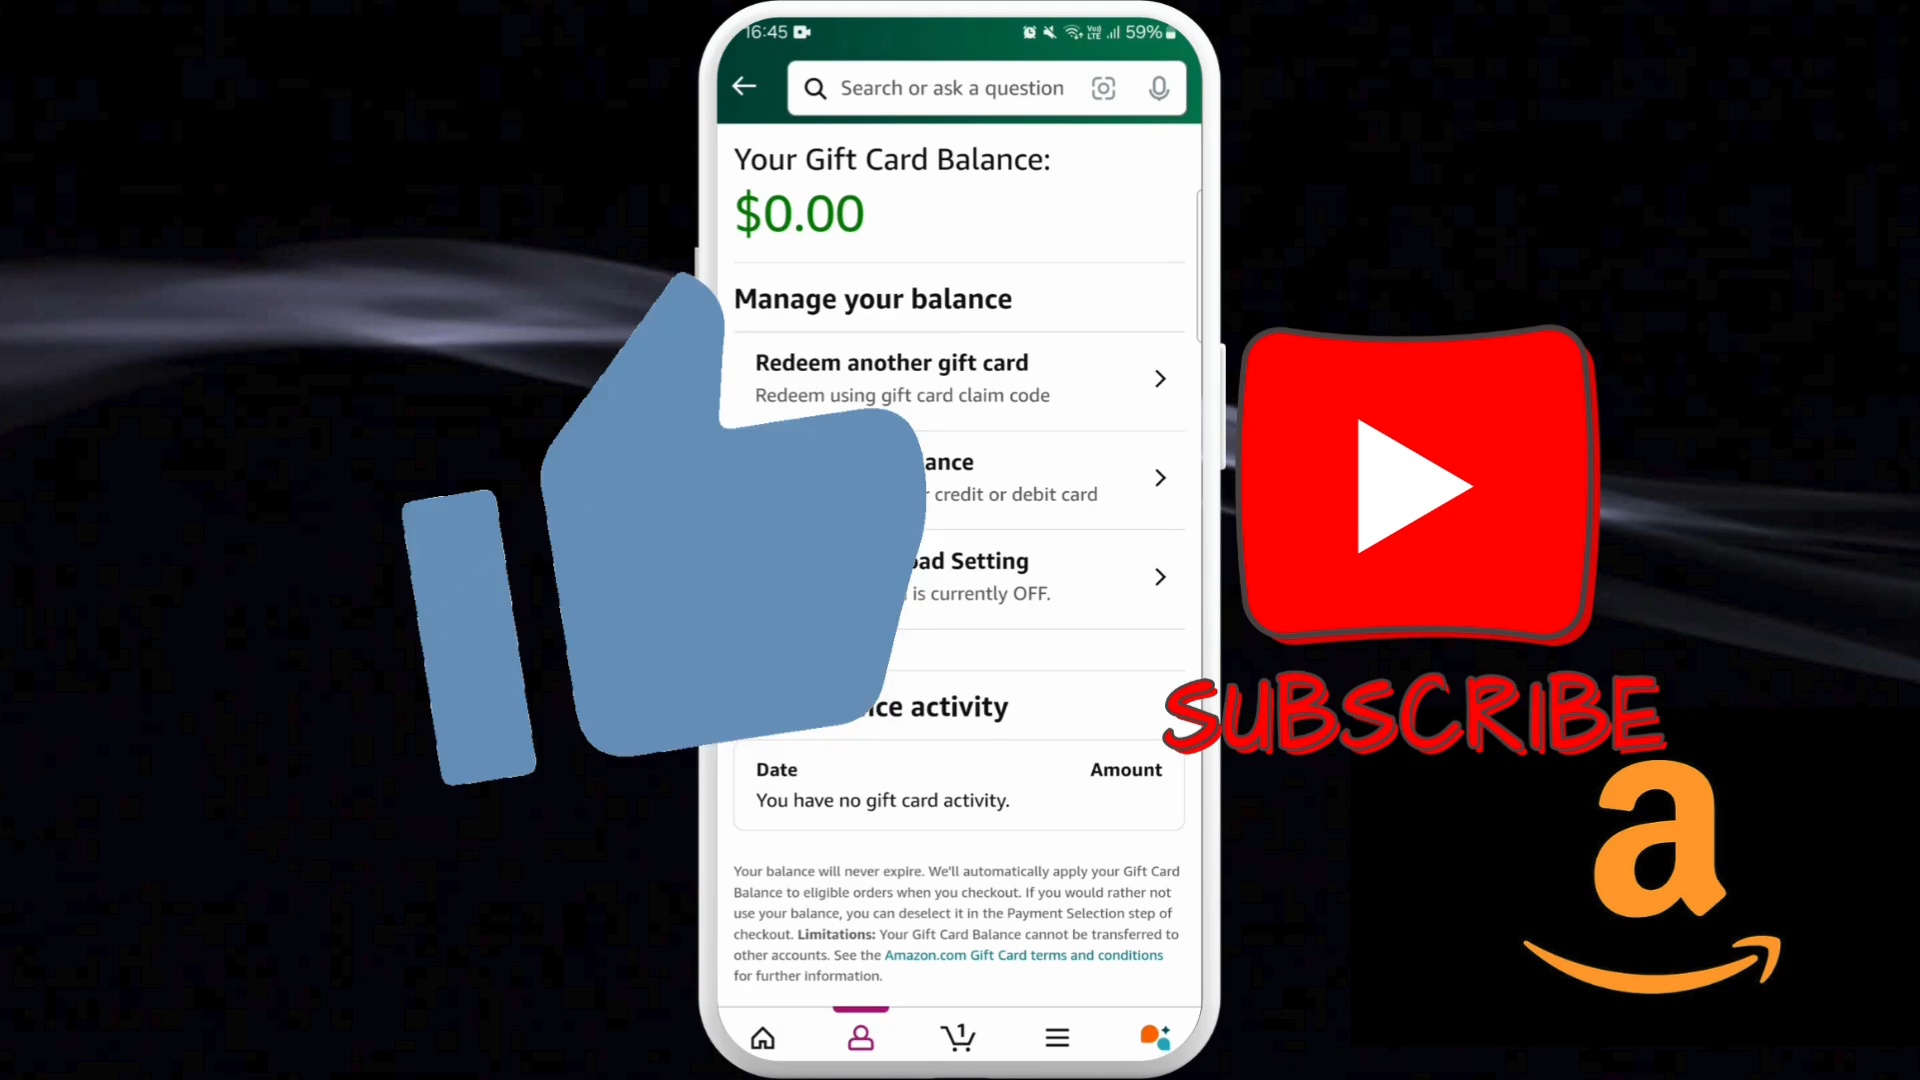 16:45
Vo)) LTE 59%
Search or ask a question
Your Gift Card Balance:
$0.00
Manage your balance
Redeem another gift card
Redeem using gift card claim code
ance
credit or debit card
ad Setting
is currently OFF.
ce activity
Date Amount
You have no gift card activity.
Your balance will never expire. We'll automatically apply your Gift Card
Balance to eligible orders when you checkout. If you would rather not
use your balance, you can deselect it in the Payment Selection step of
checkout. Limitations: Your Gift Card Balance cannot be transferred to
other accounts. See the Amazon.com Gift Card terms and conditions
for further information.
1
SUBSCRIBE
a